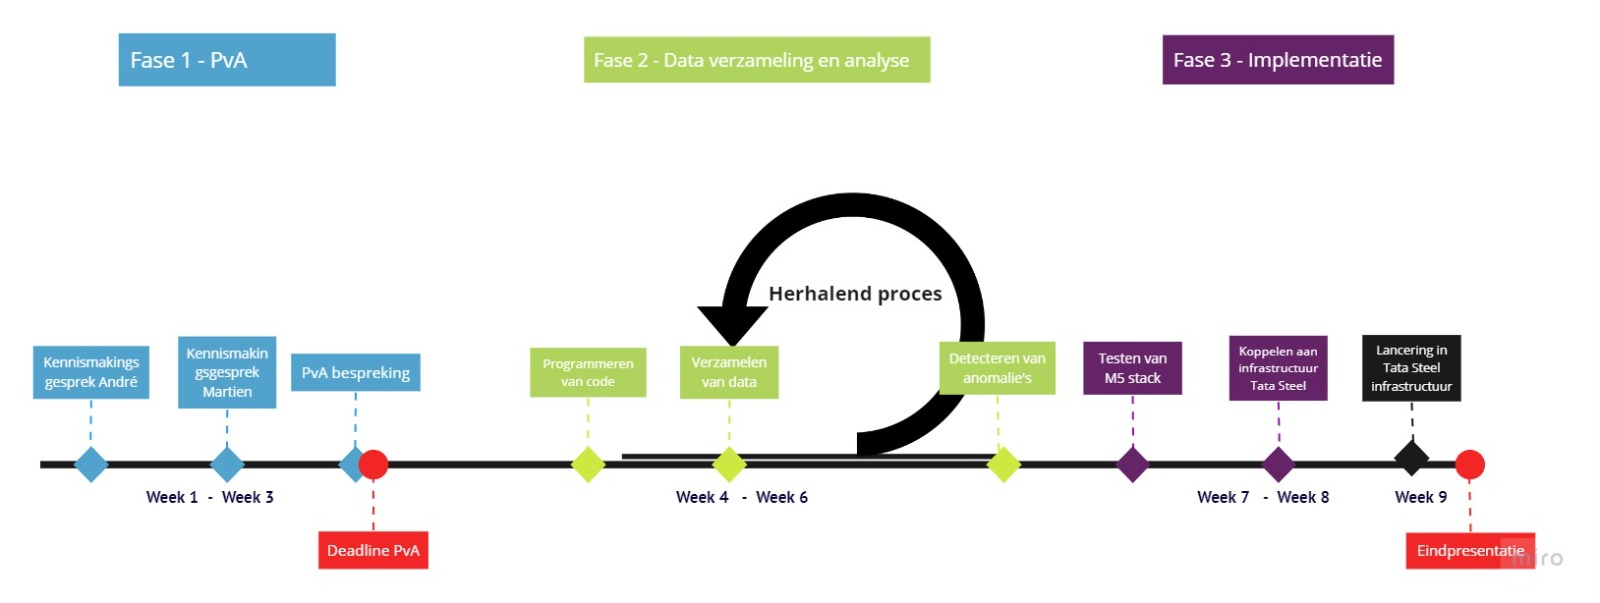 Fase 1 - PvA
Fase 2 - Data verzameling en analyse
Fase 3 - Implementatie
Herhalend proces
Kennismakings
gesprek André
Kennismakin
gsgesprek
Martien
PvA bespreking
Programmeren
van code
Verzamelen
van data
Detecteren van
anomalie's
Testen van
M5 stack
Koppelen aan
infrastructuur
Tata Steel
Lancering in
Tata Steel
infrastructuur
Week 1 - Week 3
Week 4 - Week 6
Week 7 - Week 8
Week 9
Deadline PvA
Eindpresentatie
miro